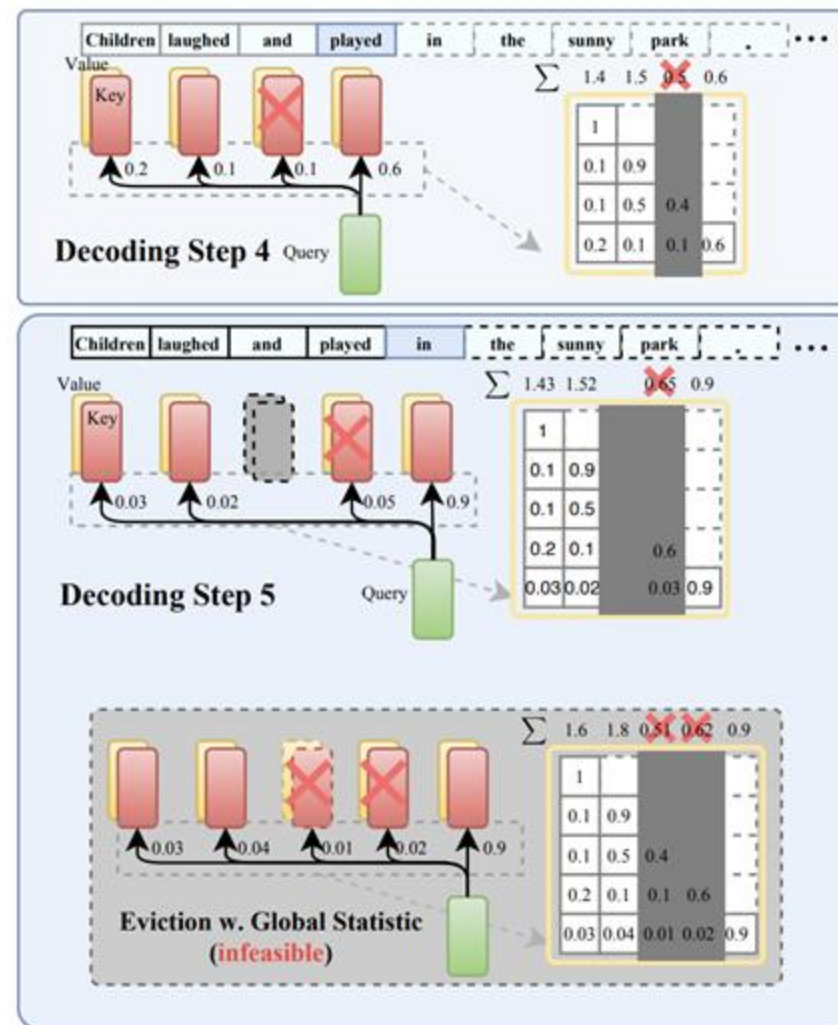 Children laughed and played in the sunny park . ...
Value
Key
Σ 1.4 1.5 0.5 0.6
1
0.1 0.9
0.1 0.5 0.4
0.2 0.1 0.1 0.6
0.2 0.1 0.1 0.6
Decoding Step 4
Query
Children laughed and played in the sunny park . ...
Value
Key
Σ 1.43 1.52 0.65 0.9
1
0.1 0.9
0.1 0.5
0.2 0.1 0.6
0.03 0.02 0.03 0.9
0.03 0.02 0.05 0.9
Decoding Step 5
Query
Σ 1.6 1.8 0.51 0.62 0.9
1
0.1 0.9
0.1 0.5 0.4
0.2 0.1 0.1 0.6
0.03 0.04 0.01 0.02 0.9
0.03 0.04 0.01 0.02 0.9
Eviction w. Global Statistic
(infeasible)